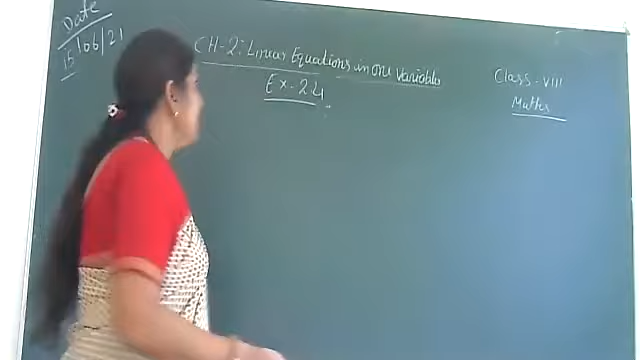 Date
15/06/21
CH-2: Linear Equations in one variable
Ex-2.4
Class-VIII
Maths